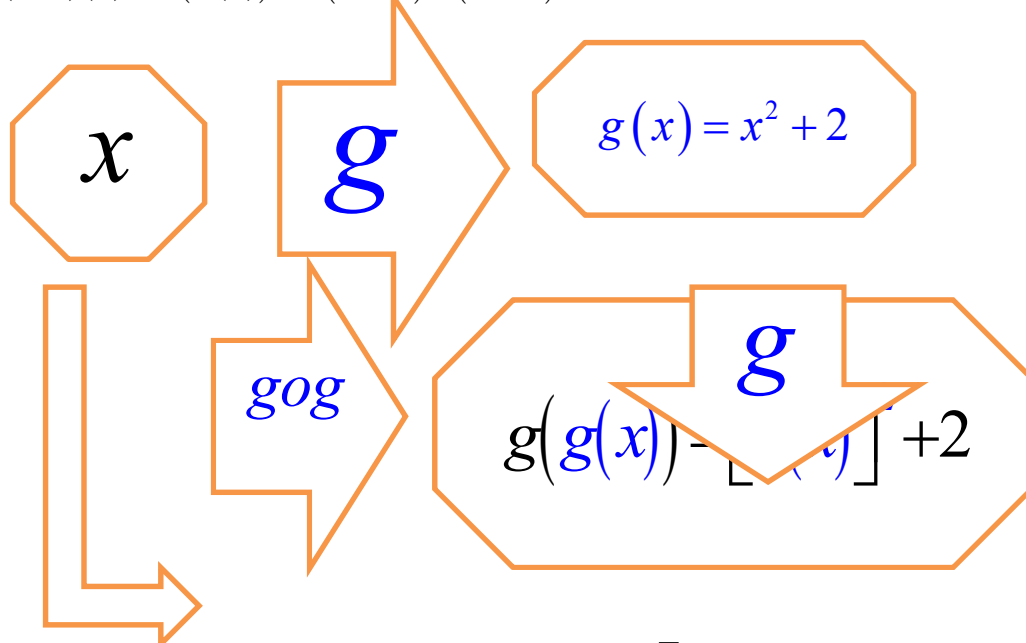 x
g
g(x) = x² + 2
gog
g
g(g(x)) [ ( ) ] +2